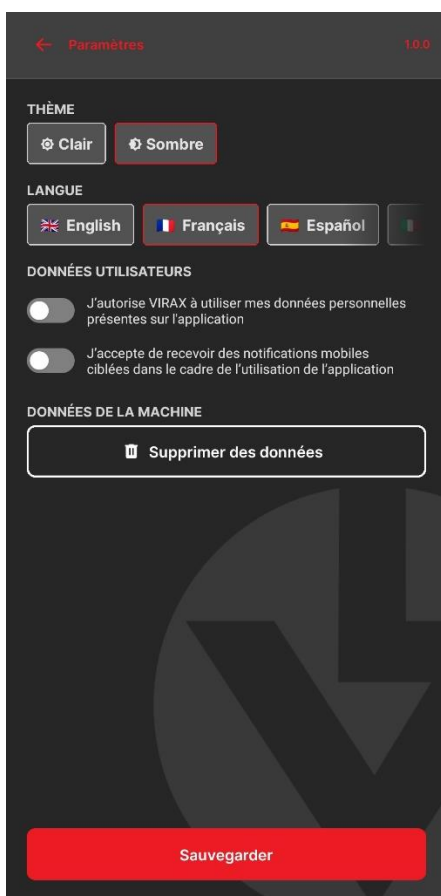 Paramètres 1.0.0
THÈME
Clair Sombre
LANGUE
English Français Español
DONNÉES UTILISATEURS
J'autorise VIRAX à utiliser mes données personnelles
présentes sur l'application
J'accepte de recevoir des notifications mobiles
ciblées dans le cadre de l'utilisation de l'application
DONNÉES DE LA MACHINE
Supprimer des données
Sauvegarder